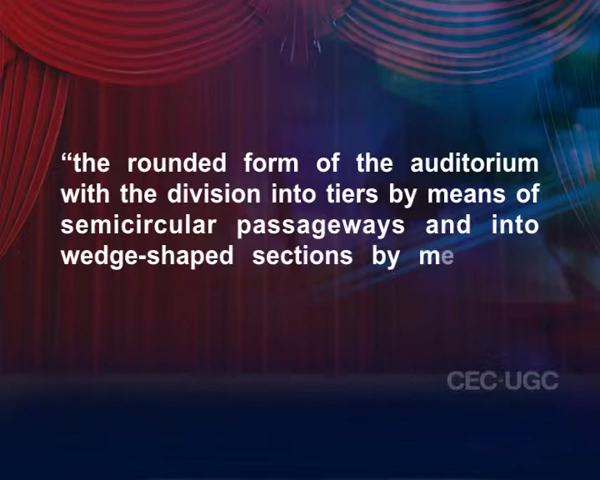 “the rounded form of the auditorium
with the division into tiers by means of
semicircular passageways and into
wedge-shaped sections by me
CEC-UGC